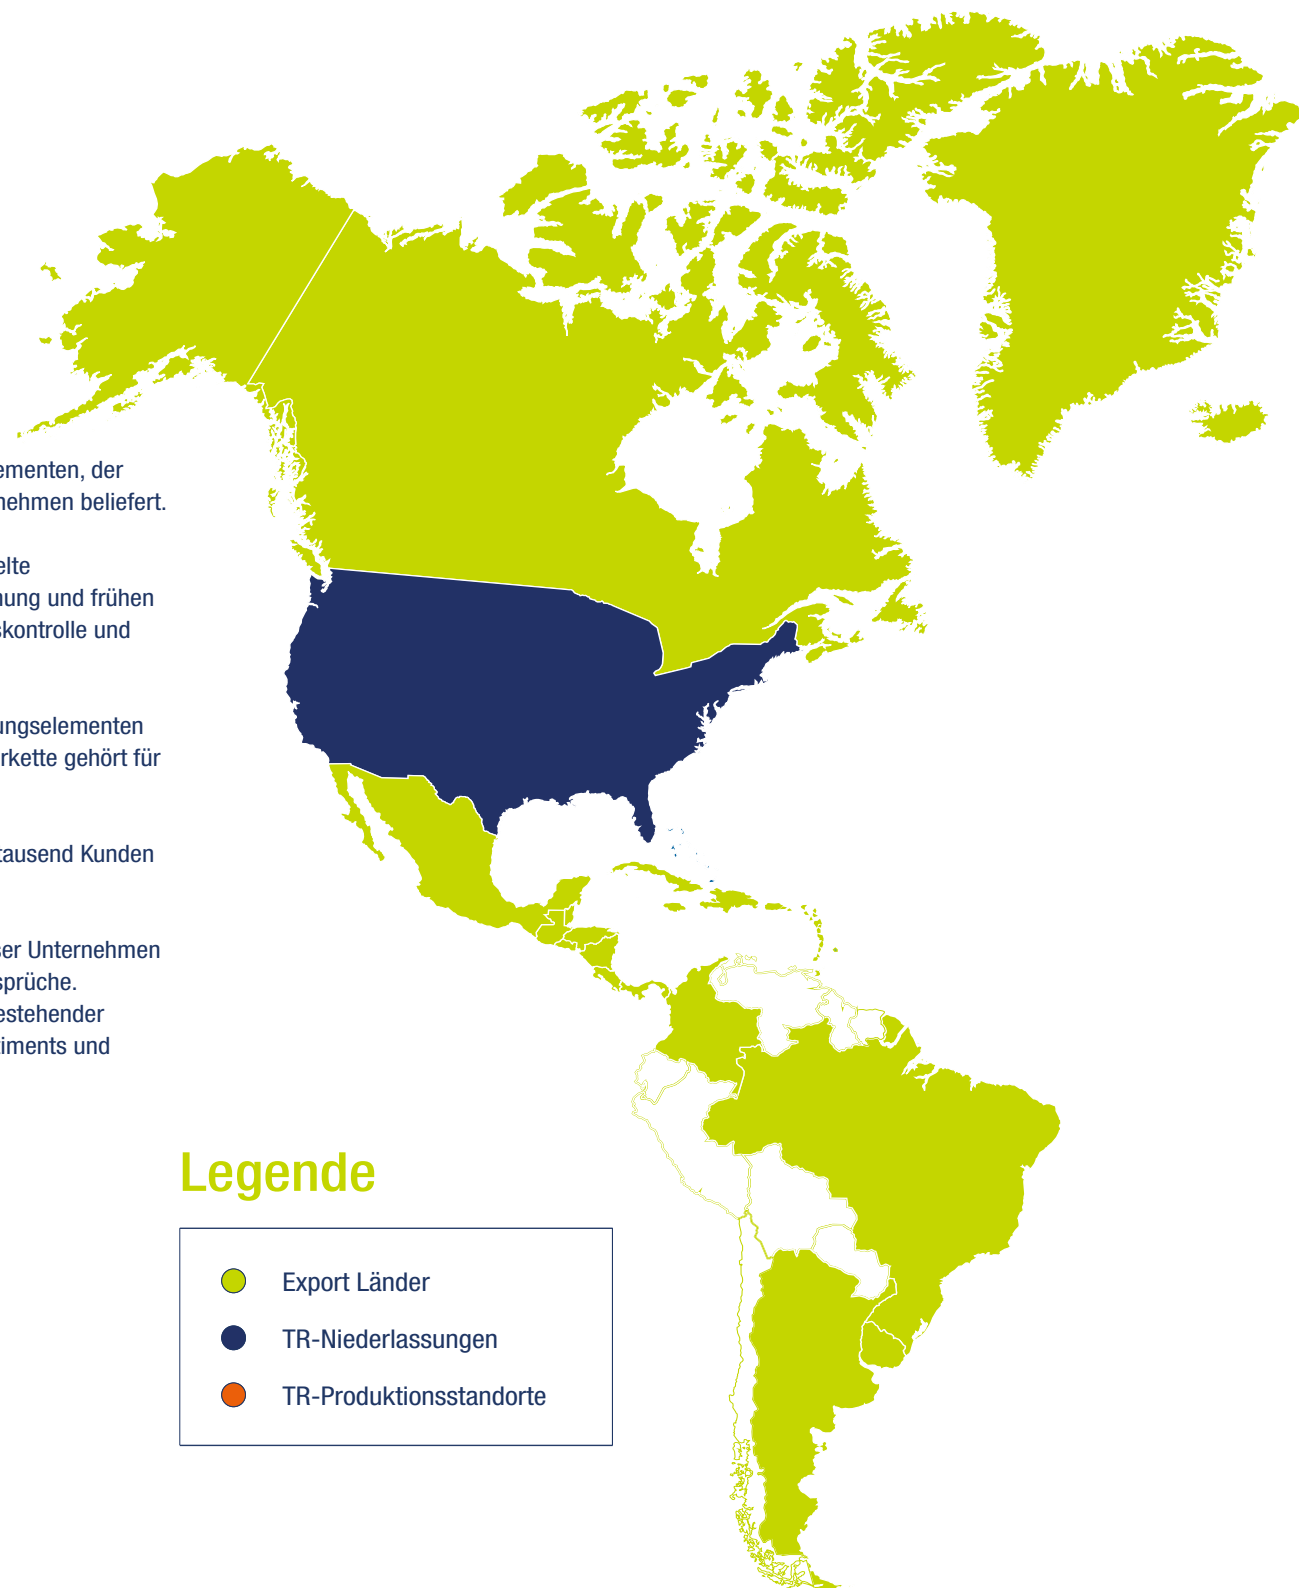 ementen, der
nehmen beliefert.
elte
nung und frühen
skontrolle und
ungselementen
rkette gehört für
tausend Kunden
ser Unternehmen
sprüche.
estehender
timents und
Legende
Export Länder
TR-Niederlassungen
TR-Produktionsstandorte